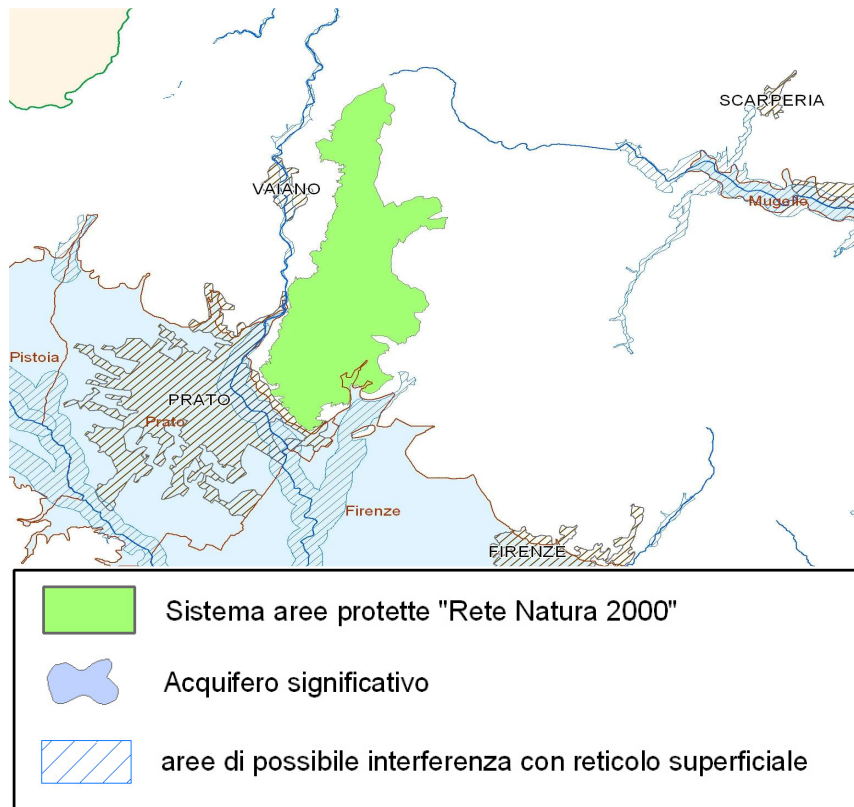 SCARPERIA
VAIANO
Mugello
Pistoia
PRATO
Prato
Firenze
FIRENZE
Sistema aree protette "Rete Natura 2000"
Acquifero significativo
aree di possibile interferenza con reticolo superficiale